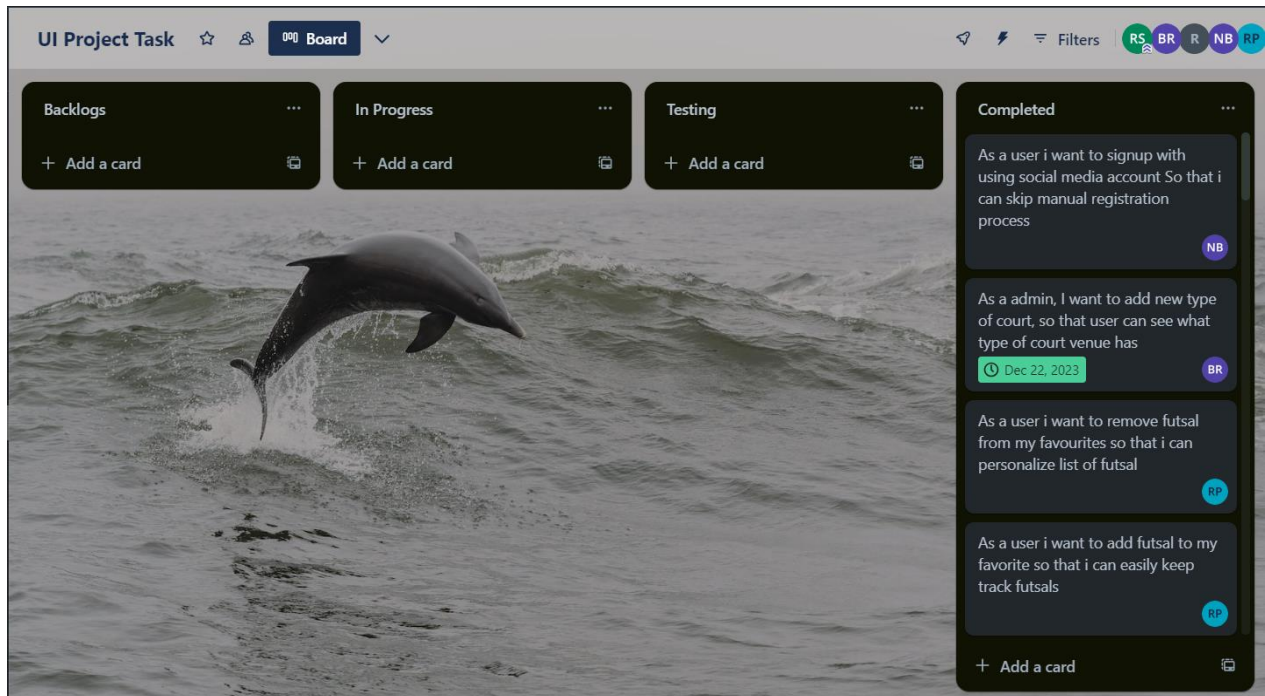 UI Project Task
Board
Filters
RS
BR
R
NB
RP
Backlogs
Add a card
In Progress
Add a card
Testing
Add a card
Completed
As a user i want to signup with
using social media account So that i
can skip manual registration
process
NB
As a admin, I want to add new type
of court, so that user can see what
type of court venue has
Dec 22, 2023
BR
As a user i want to remove futsal
from my favourites so that i can
personalize list of futsal
RP
As a user i want to add futsal to my
favorite so that i can easily keep
track futsals
RP
Add a card